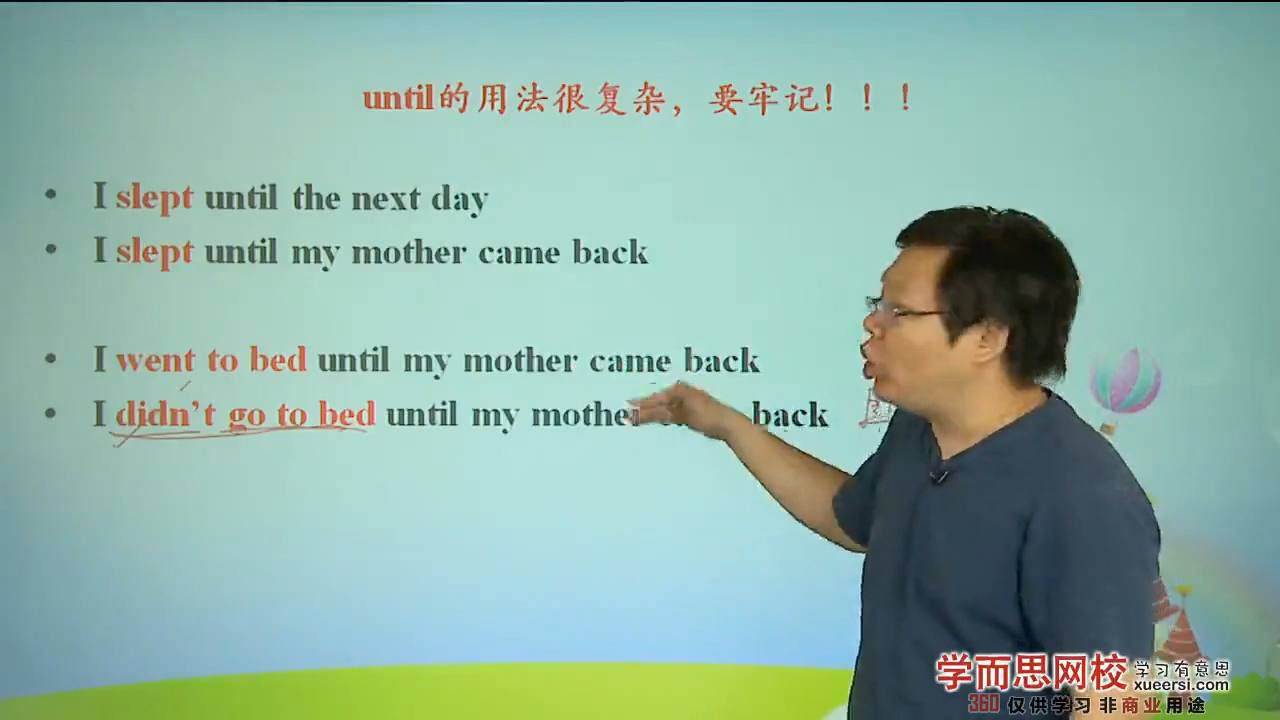 until的用法很复杂，要牢记！！！
• I slept until the next day
• I slept until my mother came back
• I went to bed until my mother came back
• I didn't go to bed until my mother back
学而思网校 学习有意思
xueersi.com
360 仅供学习 非商业用途